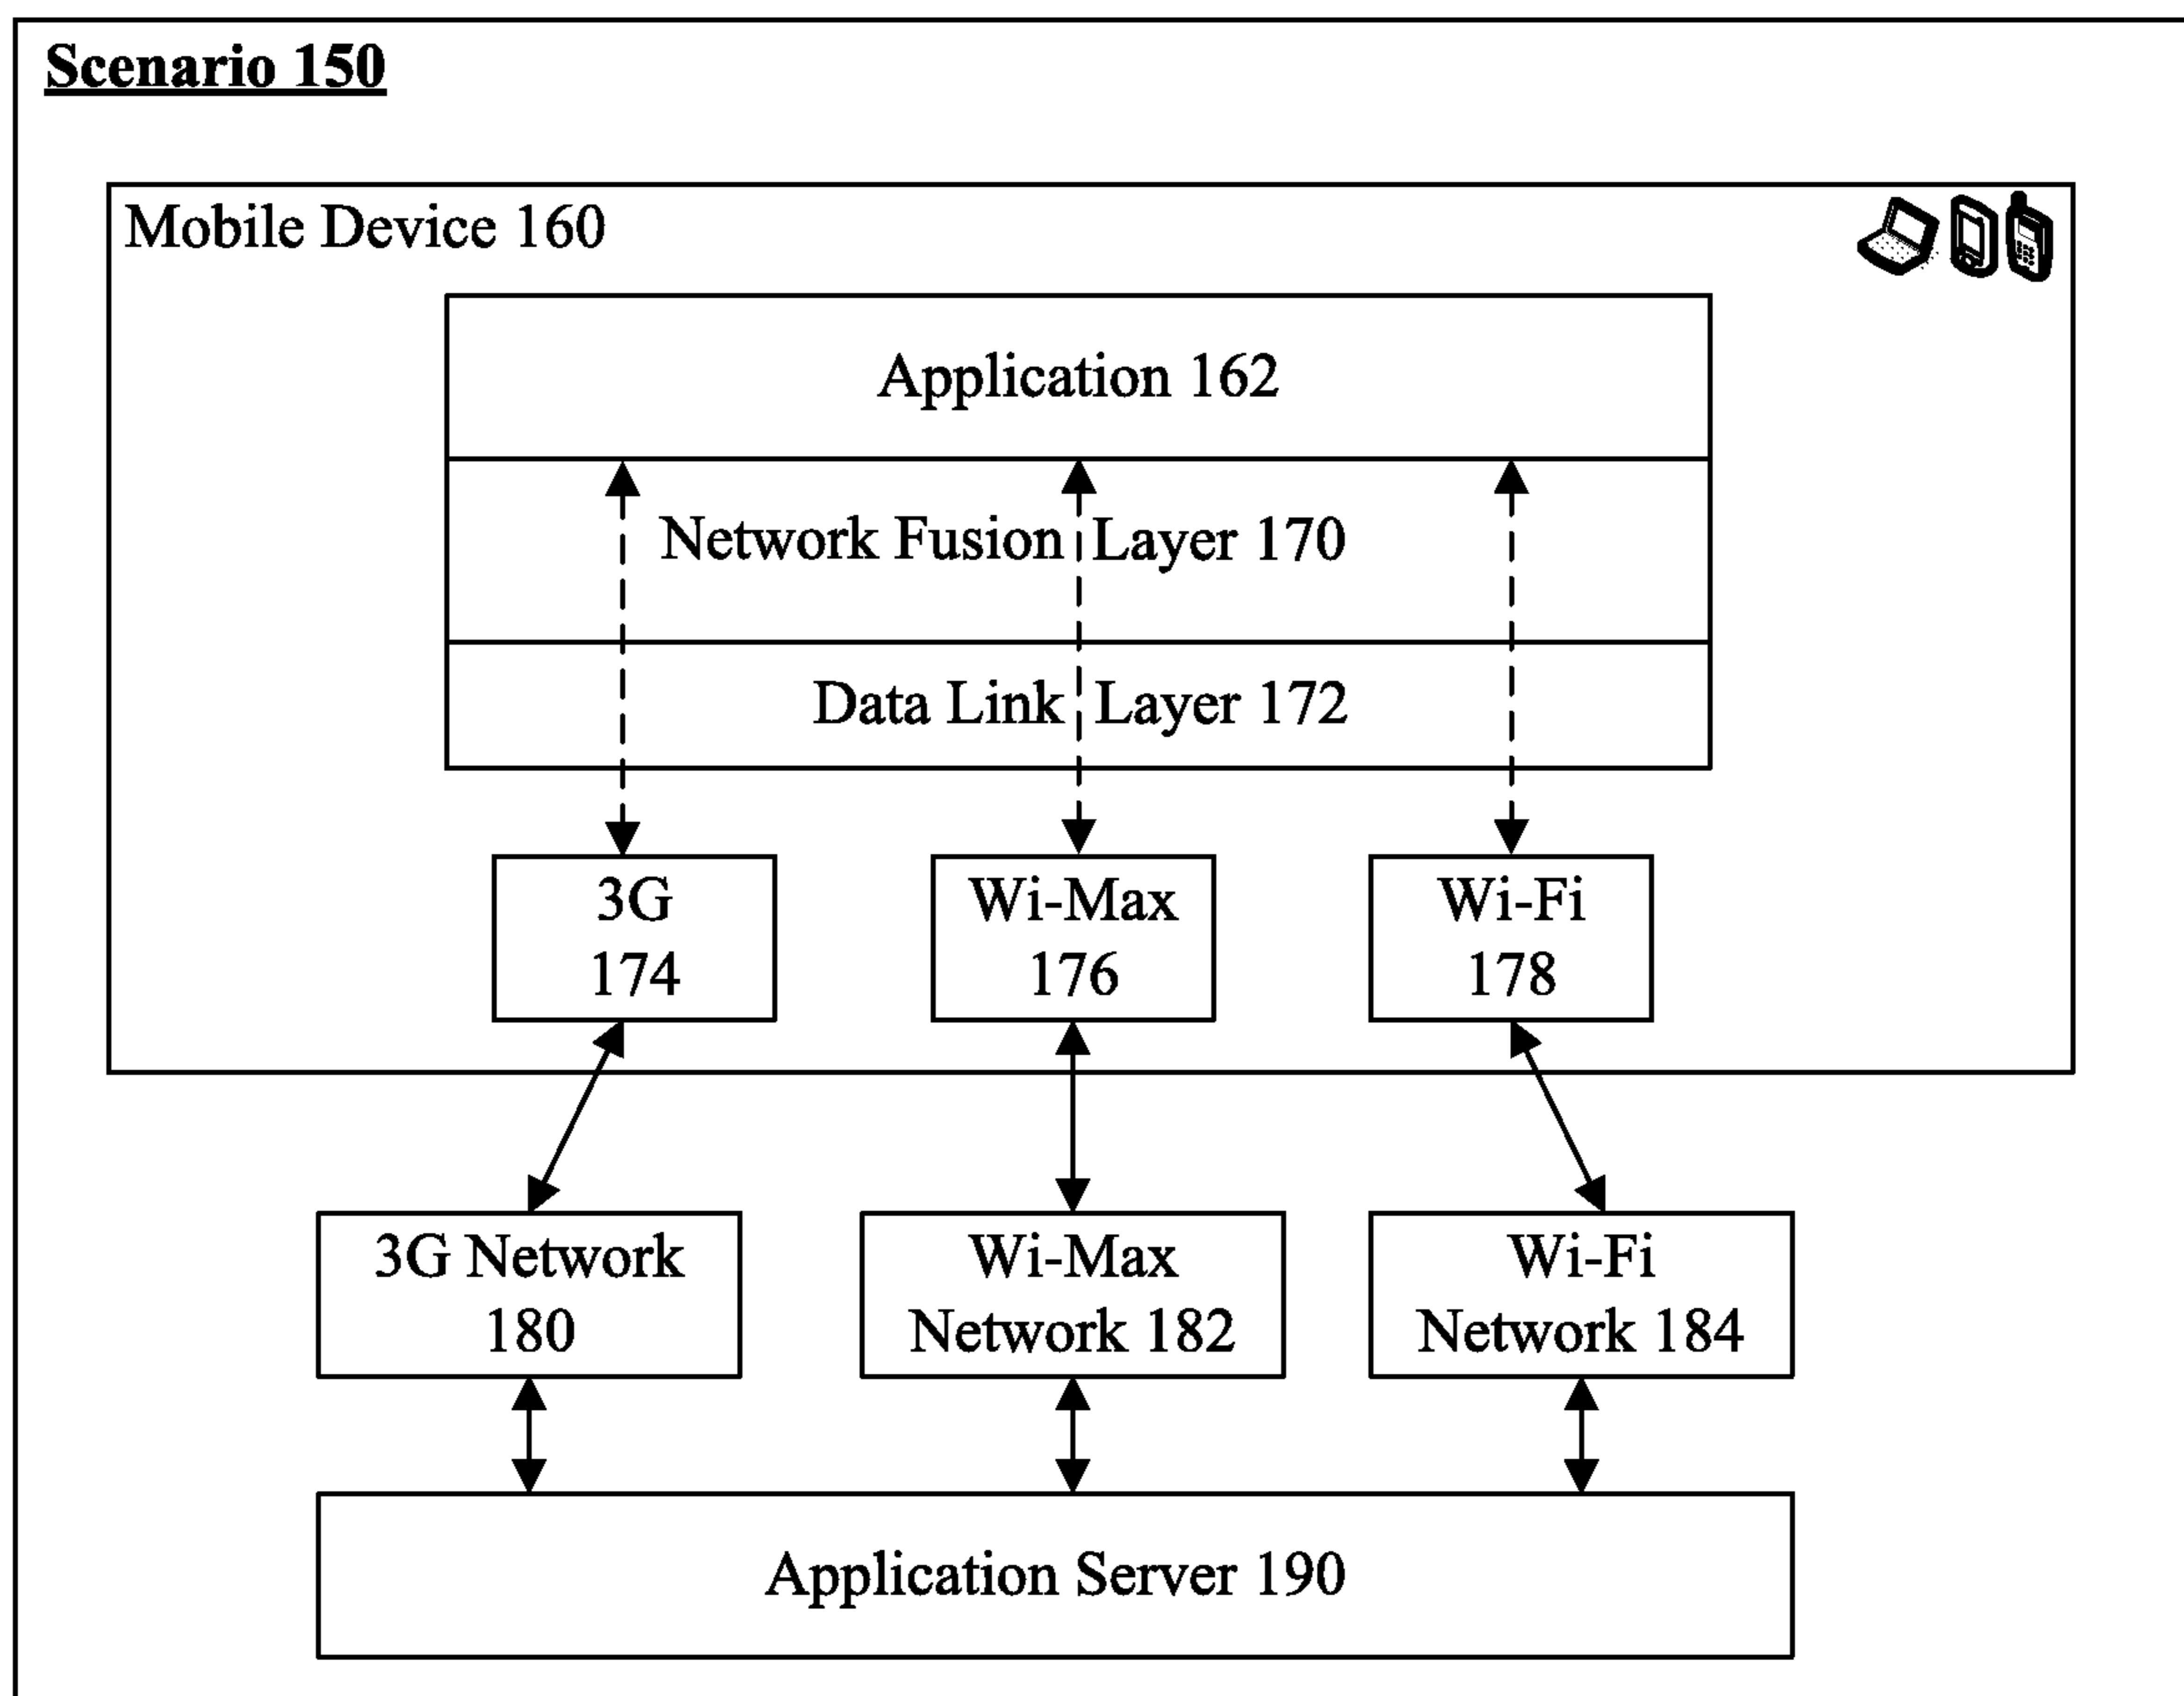 Scenario 150
Mobile Device 160
Application 162
Network Fusion Layer 170
Data Link Layer 172
3G
174
Wi-Max
176
Wi-Fi
178
3G Network
180
Wi-Max
Network 182
Wi-Fi
Network 184
Application Server 190